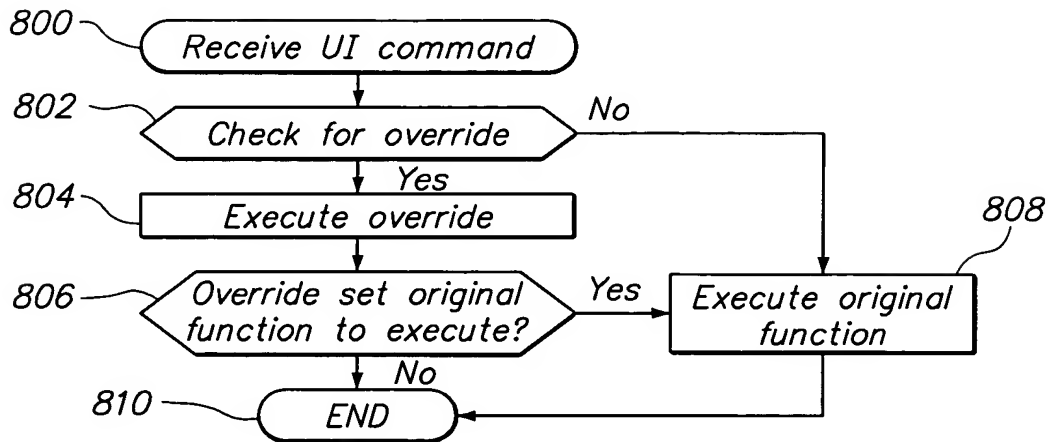 800
Receive UI command
802
Check for override
No
Yes
804
Execute override
808
806
Override set original
function to execute?
Yes
Execute original
function
No
810
END